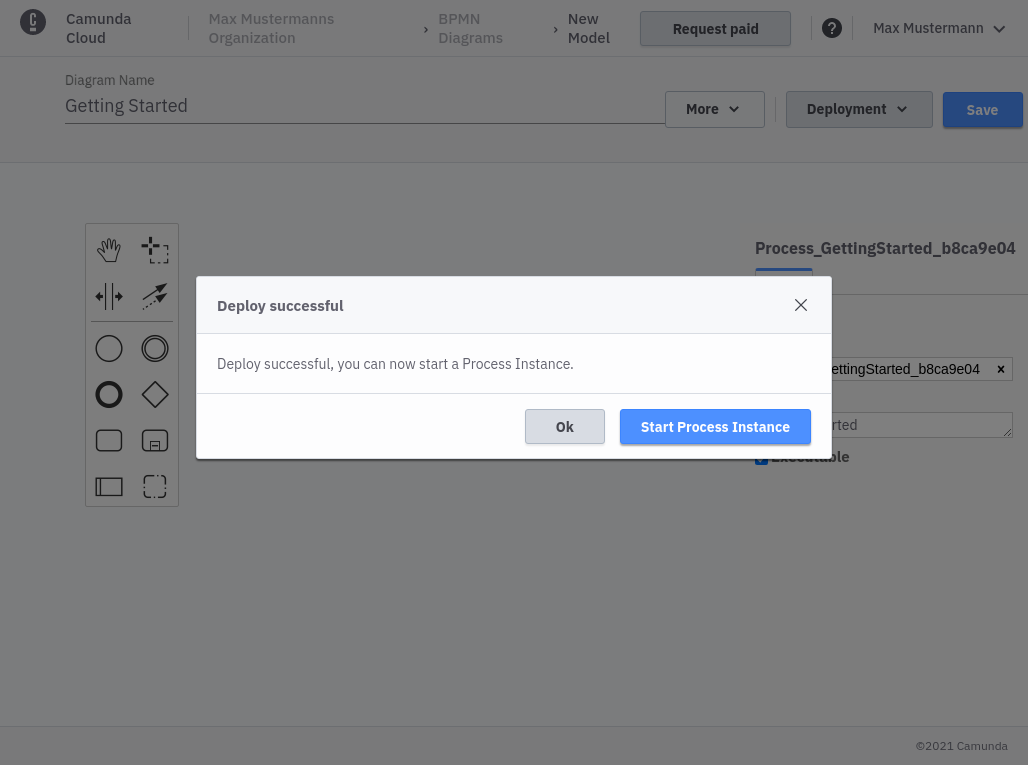 Camunda
Cloud
Max Mustermanns
Organization
›
BPMN
Diagrams
›
New
Model
Request paid
?
Max Mustermann
Diagram Name
Getting Started
More
Deployment
Save
Process_GettingStarted_b8ca9e04
Deploy successful
Deploy successful, you can now start a Process Instance.
ettingStarted_b8ca9e04 ×
rted
Ok
Start Process Instance
Executable
©2021 Camunda